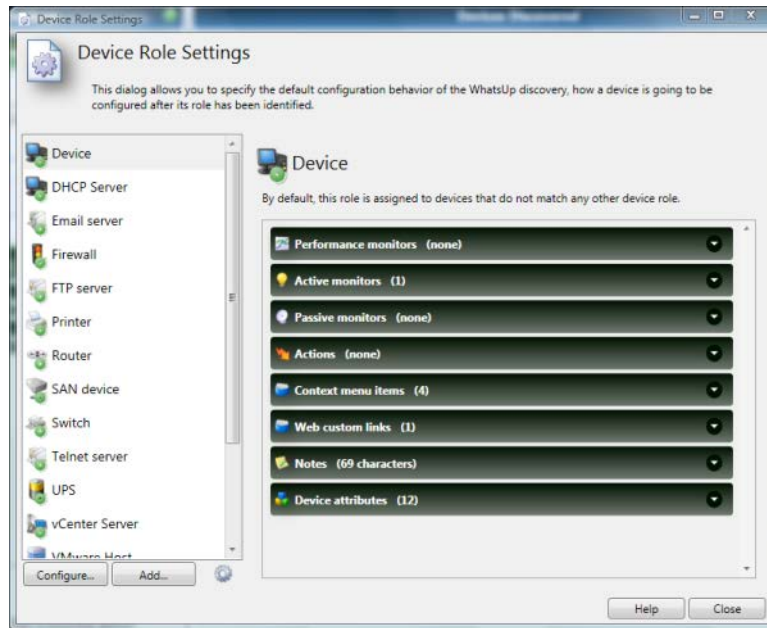 Device Role Settings
Devices Discovered
Device Role Settings
This dialog allows you to specify the default configuration behavior of the WhatsUp discovery, how a device is going to be
configured after its role has been identified.
Device
DHCP Server
Email server
Firewall
FTP server
Printer
Router
SAN device
Switch
Telnet server
UPS
vCenter Server
VMware Host
Configure...
Add...
Device
By default, this role is assigned to devices that do not match any other device role.
Performance monitors (none)
Active monitors (1)
Passive monitors (none)
Actions (none)
Context menu items (4)
Web custom links (1)
Notes (69 characters)
Device attributes (12)
Help
Close